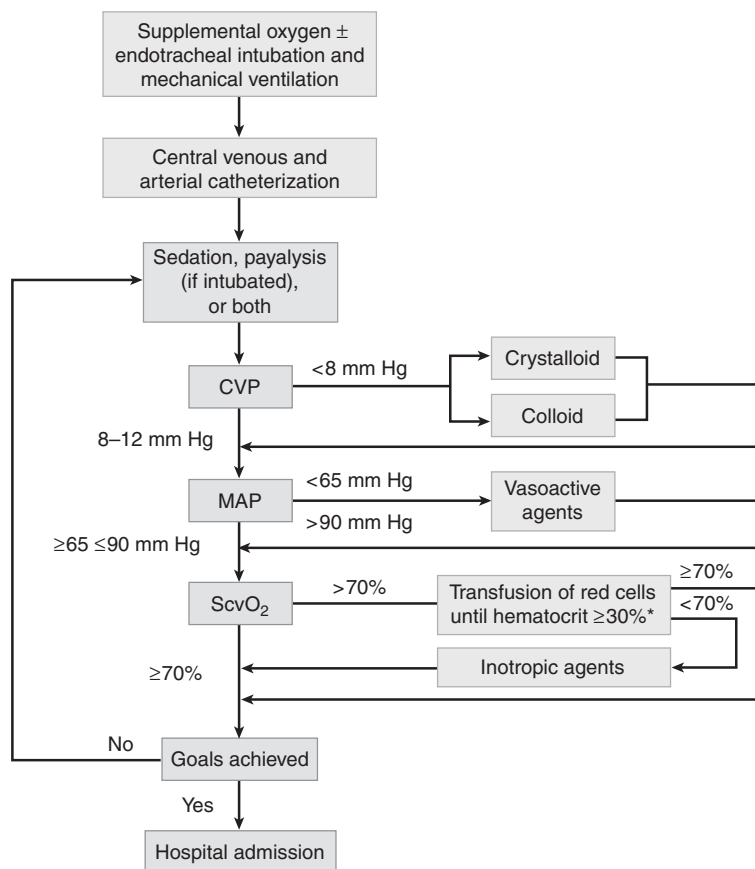 Supplemental oxygen ±
endotracheal intubation and
mechanical ventilation
Central venous and
arterial catheterization
Sedation, payalysis
(if intubated),
or both
CVP
<8 mm Hg
Crystalloid
Colloid
8–12 mm Hg
MAP
<65 mm Hg
>90 mm Hg
Vasoactive
agents
≥65 ≤90 mm Hg
ScvO₂
>70%
Transfusion of red cells
until hematocrit ≥30%*
≥70%
<70%
Inotropic agents
≥70%
No
Goals achieved
Yes
Hospital admission